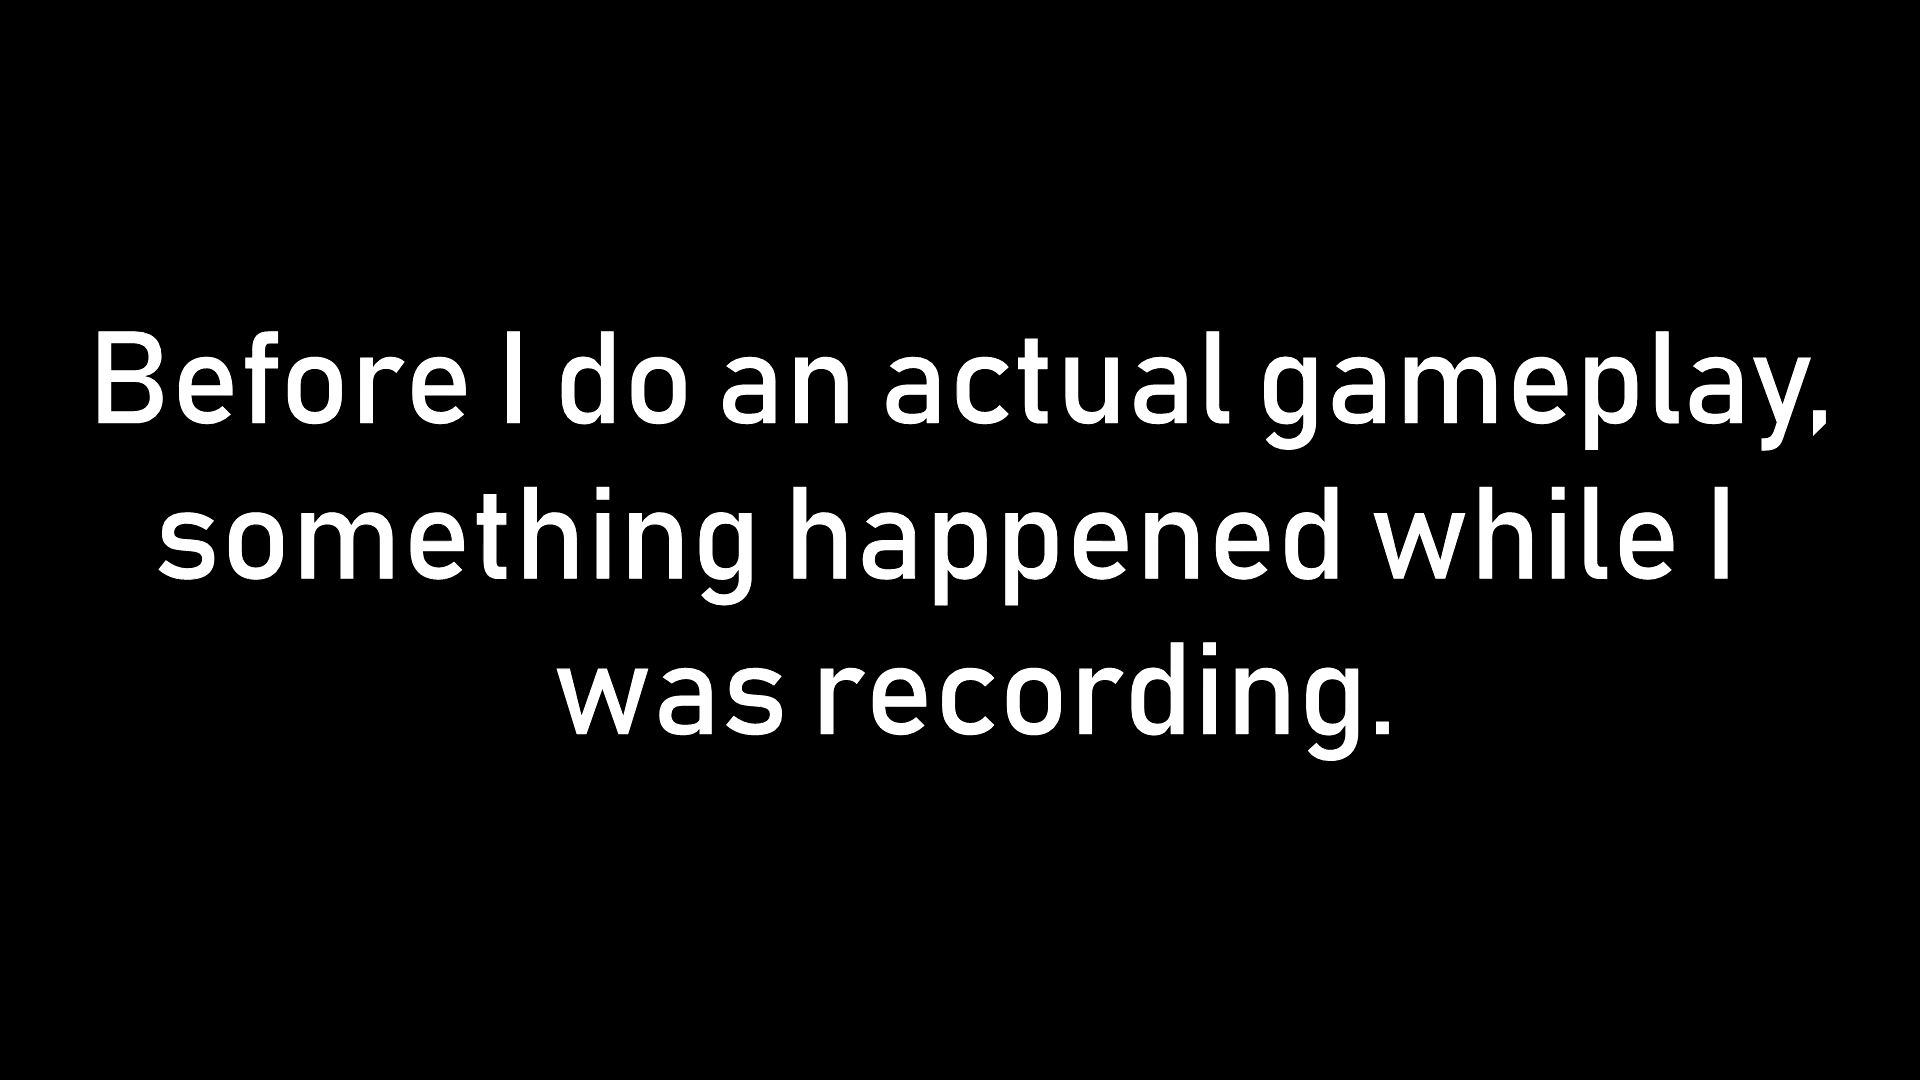 Before I do an actual gameplay,
something happened while I
was recording.